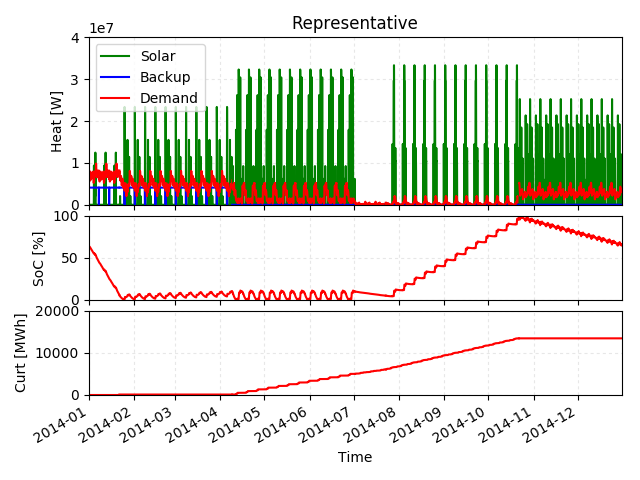 Representative
1e7
4
3
2
1
0
Heat [W]
Solar
Backup
Demand
100
50
0
SoC [%]
20000
10000
0
Curt [MWh]
2014-01
2014-02
2014-03
2014-04
2014-05
2014-06
2014-07
2014-08
2014-09
2014-10
2014-11
2014-12
Time